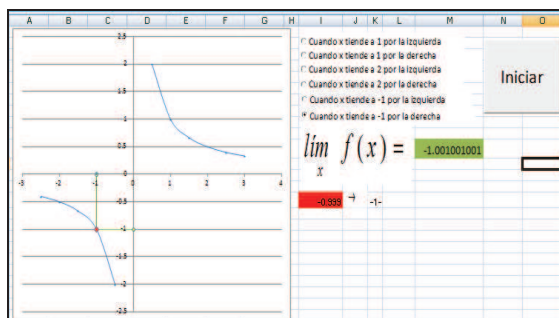 A B C D E F G H I J K L M N O
2.5
Cuando x tiende a 1 por la izquierda
Cuando x tiende a 1 por la derecha
2
Cuando x tiende a 2 por la izquierda
Cuando x tiende a 2 por la derecha
1.5
Cuando x tiende a -1 por la izquierda
Cuando x tiende a -1 por la derecha
Iniciar
1
lím f(x) = -1.001001001
x
0.5
0
-3 -2 -1 0 1 2 3 4
-0.999 → -1-
-0.5
-1
-1.5
-2
-2.5